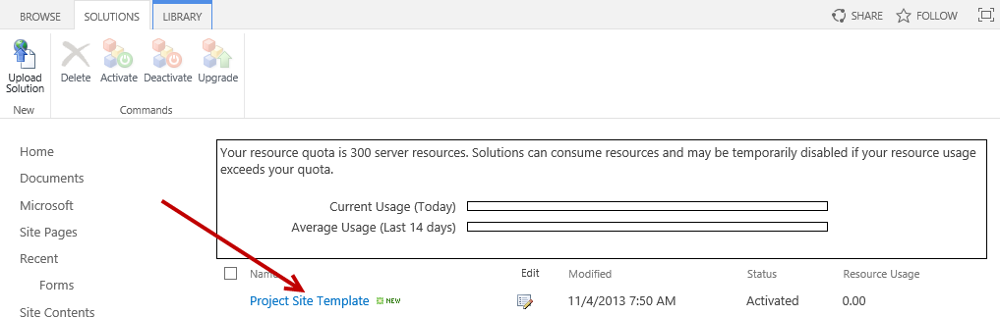 BROWSE SOLUTIONS LIBRARY SHARE FOLLOW
Upload
Solution
Delete Activate Deactivate Upgrade
New Commands
Home
Documents
Microsoft
Site Pages
Recent
Forms
Site Contents
Your resource quota is 300 server resources. Solutions can consume resources and may be temporarily disabled if your resource usage
exceeds your quota.
Current Usage (Today)
Average Usage (Last 14 days)
Name Edit Modified Status Resource Usage
Project Site Template NEW 11/4/2013 7:50 AM Activated 0.00